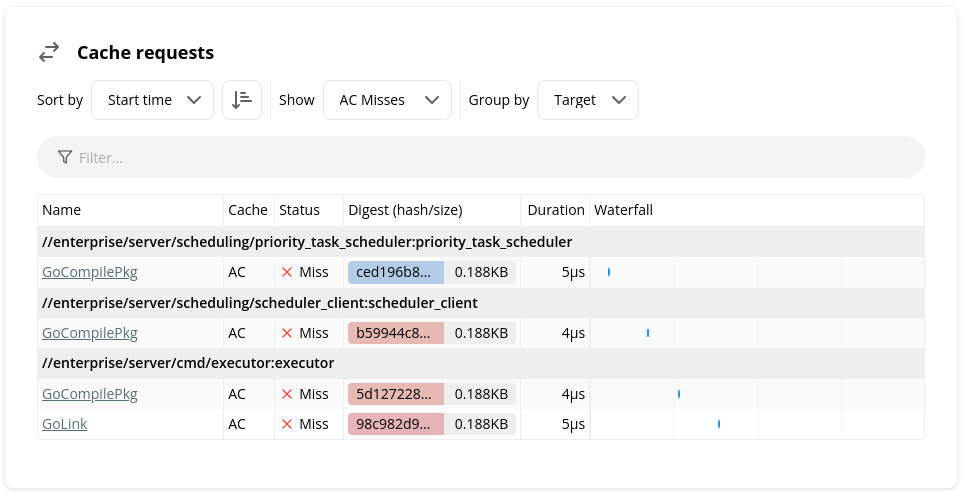 Cache requests
Sort by Start time Show AC Misses Group by Target
Filter...
Name Cache Status Digest (hash/size) Duration Waterfall
//enterprise/server/scheduling/priority_task_scheduler:priority_task_scheduler
GoCompilePkg AC Miss ced196b8... 0.188KB 5µs
//enterprise/server/scheduling/scheduler_client:scheduler_client
GoCompilePkg AC Miss b59944c8... 0.188KB 4µs
//enterprise/server/cmd/executor:executor
GoCompilePkg AC Miss 5d127228... 0.188KB 4µs
GoLink AC Miss 98c982d9... 0.188KB 5µs